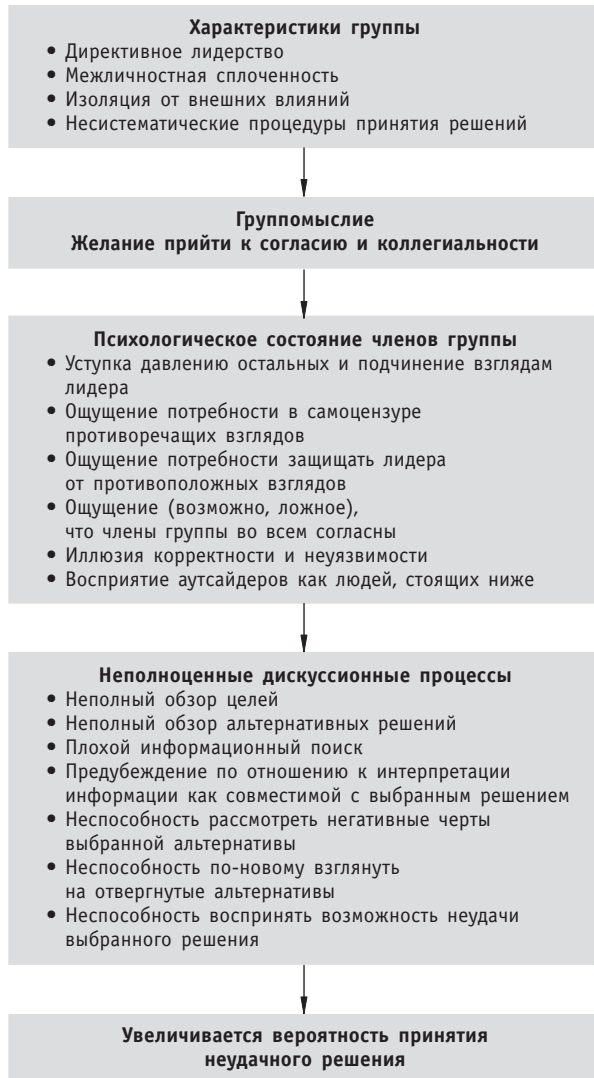 Характеристики группы
• Директивное лидерство
• Межличностная сплоченность
• Изоляция от внешних влияний
• Несистематические процедуры принятия решений
Группомыслие
Желание прийти к согласию и коллегиальности
Психологическое состояние членов группы
• Уступка давлению остальных и подчинение взглядам
лидера
• Ощущение потребности в самоцензуре
противоречащих взглядов
• Ощущение потребности защищать лидера
от противоположных взглядов
• Ощущение (возможно, ложное),
что члены группы во всем согласны
• Иллюзия корректности и неуязвимости
• Восприятие аутсайдеров как людей, стоящих ниже
Неполноценные дискуссионные процессы
• Неполный обзор целей
• Неполный обзор альтернативных решений
• Плохой информационный поиск
• Предубеждение по отношению к интерпретации
информации как совместимой с выбранным решением
• Неспособность рассмотреть негативные черты
выбранной альтернативы
• Неспособность по-новому взглянуть
на отвергнутые альтернативы
• Неспособность воспринять возможность неудачи
выбранного решения
Увеличивается вероятность принятия
неудачного решения